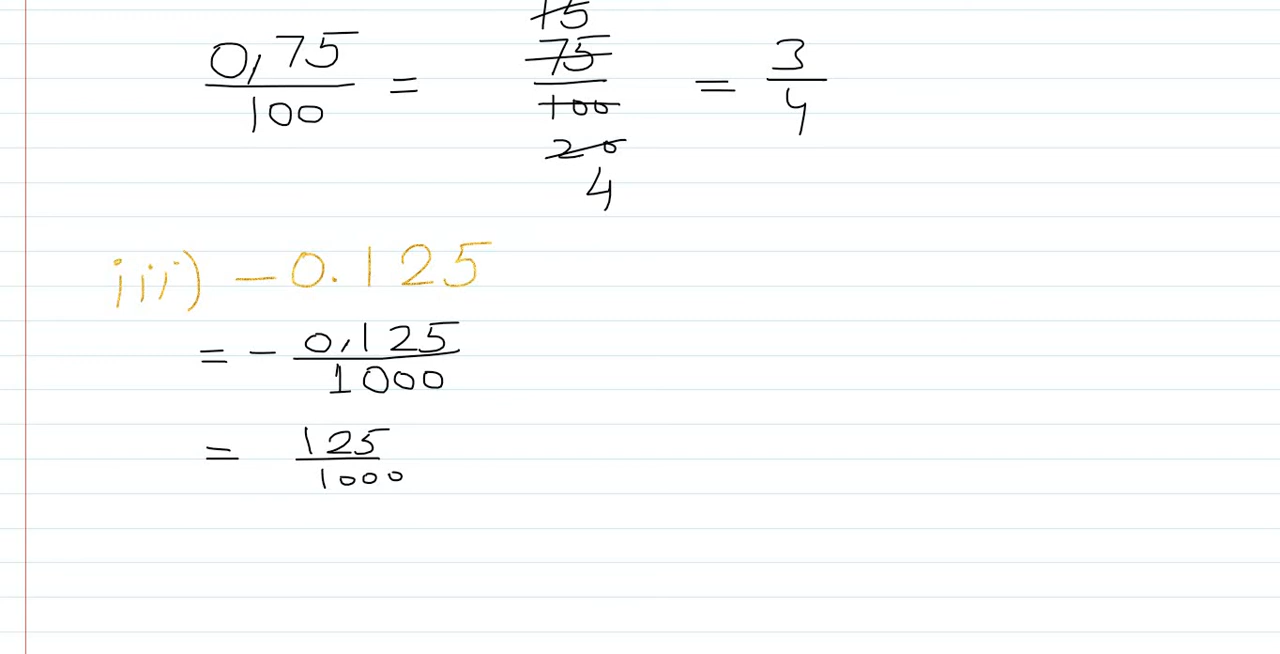 15
0,75/100 = 75/100 = 3/4
20
4
iii) -0.125
= - 0,125/1000
= 125/1000